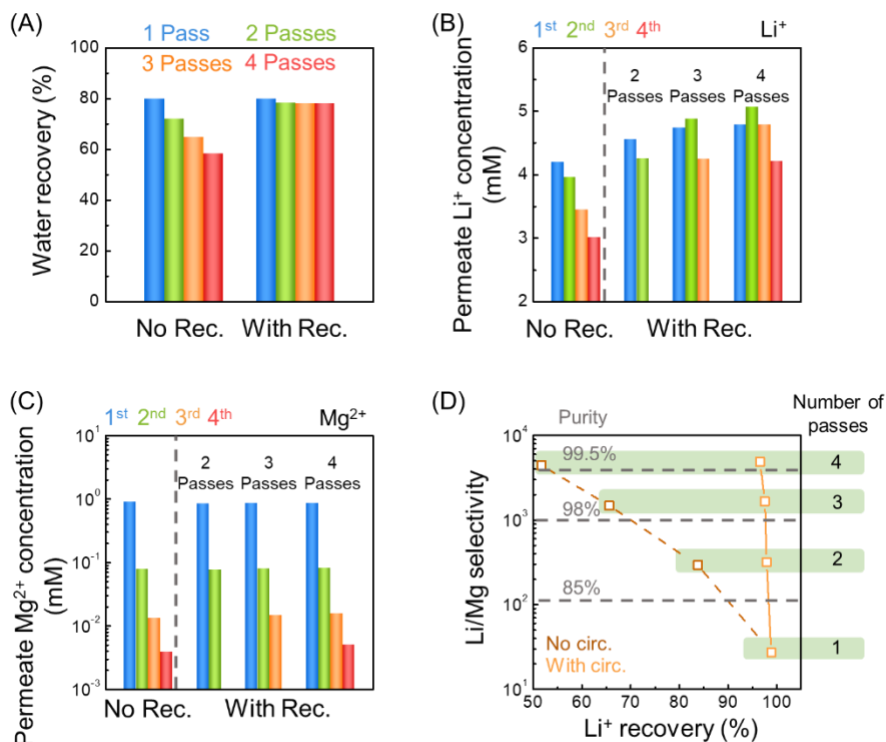 (A)
1 Pass 2 Passes
3 Passes 4 Passes
Water recovery (%)
100
80
60
40
20
0
No Rec. With Rec.
(B)
1st 2nd 3rd 4th Li⁺
Permeate Li⁺ concentration
(mM)
6
5
4
3
2
2 3 4
Passes Passes Passes
No Rec. With Rec.
(C)
1st 2nd 3rd 4th Mg²⁺
Permeate Mg²⁺ concentration
(mM)
10¹
10⁰
10⁻¹
10⁻²
10⁻³
2 3 4
Passes Passes Passes
No Rec. With Rec.
(D)
Purity
Number of
passes
Li/Mg selectivity
10⁴
10³
10²
10¹
99.5%
98%
85%
4
3
2
1
No circ.
With circ.
50 60 70 80 90 100
Li⁺ recovery (%)